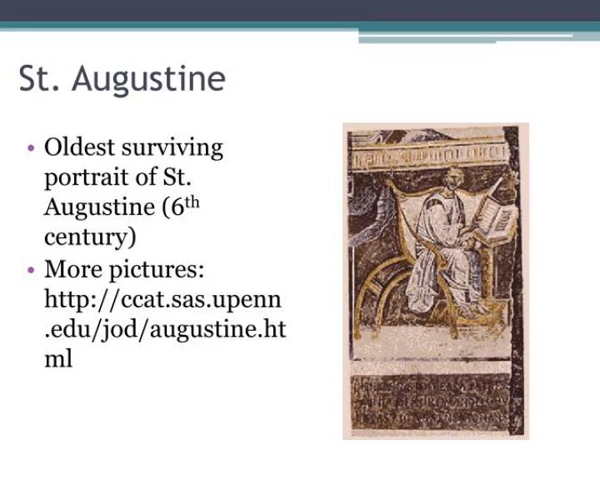 St. Augustine
• Oldest surviving
portrait of St.
Augustine (6th
century)
• More pictures:
http://ccat.sas.upenn
.edu/jod/augustine.ht
ml